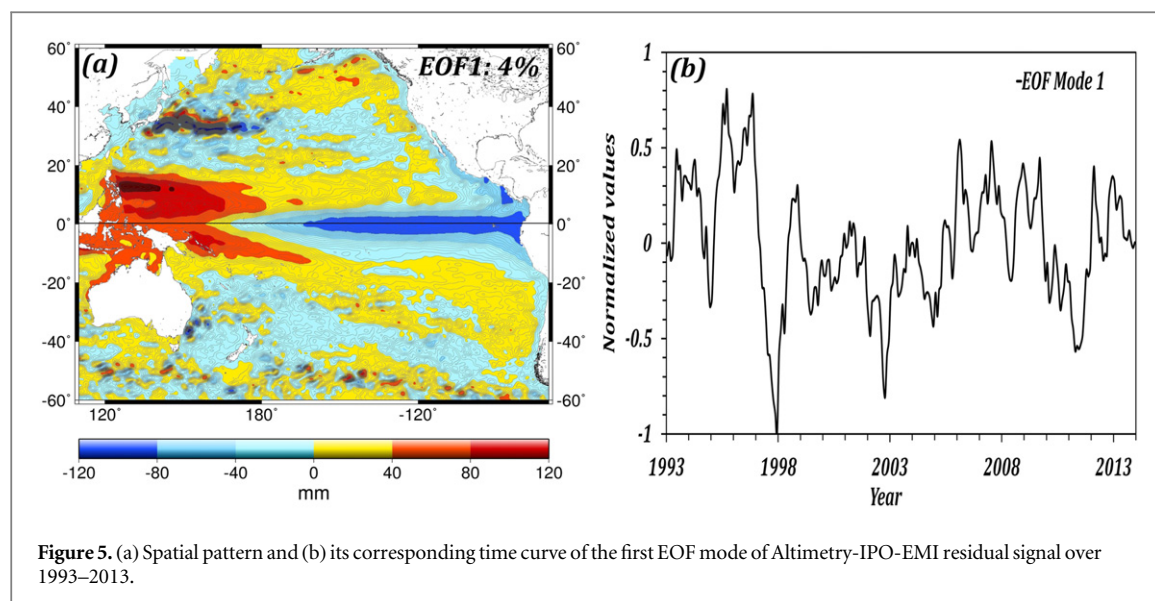 (a)
EOF1: 4%
60° 60°
40° 40°
20° 20°
0° 0°
-20° -20°
-40° -40°
-60° -60°
120° 180° -120°
-120 -80 -40 0 40 80 120
mm
(b)
-EOF Mode 1
Normalized values
1
0.5
0
-0.5
-1
1993 1998 2003 2008 2013
Year
Figure 5. (a) Spatial pattern and (b) its corresponding time curve of the first EOF mode of Altimetry-IPO-EMI residual signal over
1993–2013.